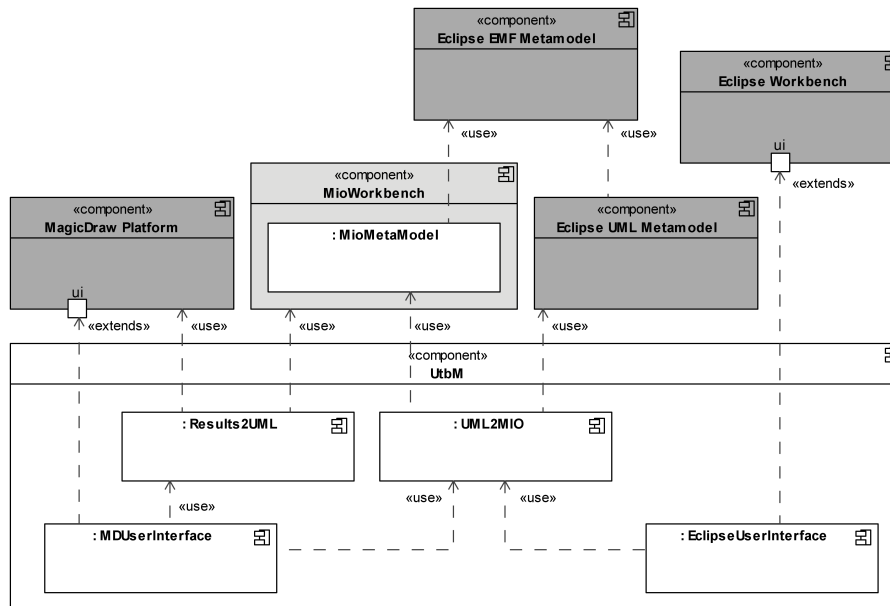 «component»
Eclipse EMF Metamodel
«component»
Eclipse Workbench
«use»
«use»
ui
«extends»
«component»
MioWorkbench
: MioMetaModel
«component»
MagicDraw Platform
«component»
Eclipse UML Metamodel
ui
«extends»
«use»
«use»
«use»
«use»
«component»
UtbM
: Results2UML
: UML2MIO
«use»
«use»
«use»
: MDUserInterface
: EclipseUserInterface